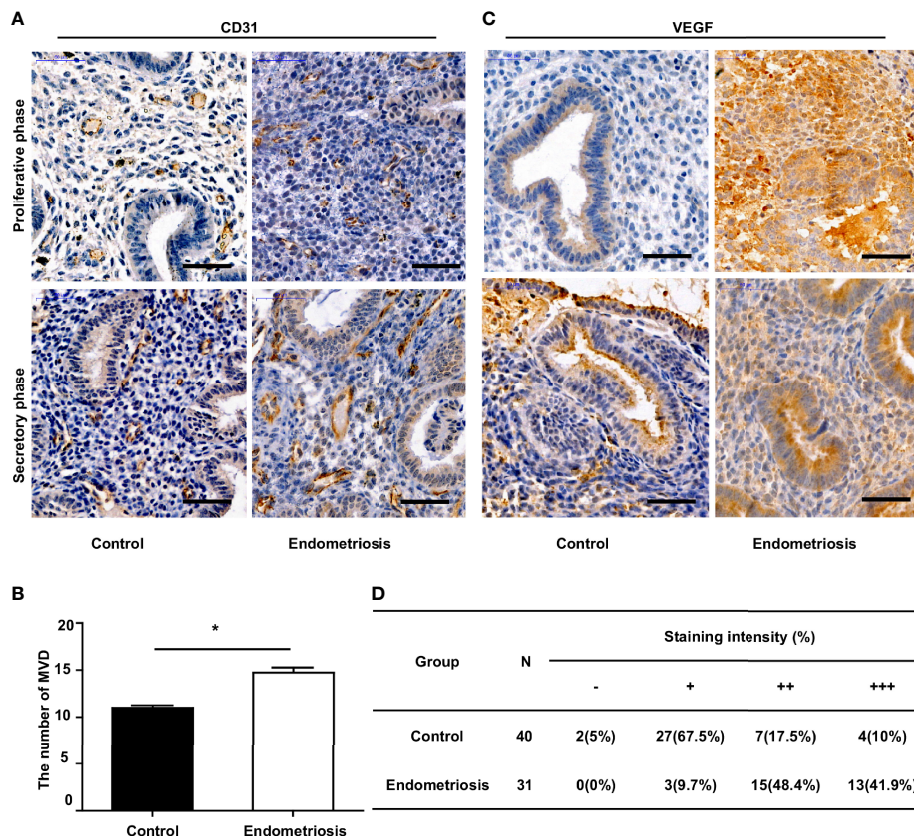 A
CD31
C
VEGF
Proliferative phase
Secretory phase
Control
Endometriosis
Control
Endometriosis
B
The number of MVD
20
15
10
5
0
*
Control
Endometriosis
D
Group
N
Staining intensity (%)
-
+
++
+++
Control 40 2(5%) 27(67.5%) 7(17.5%) 4(10%)
Endometriosis 31 0(0%) 3(9.7%) 15(48.4%) 13(41.9%)